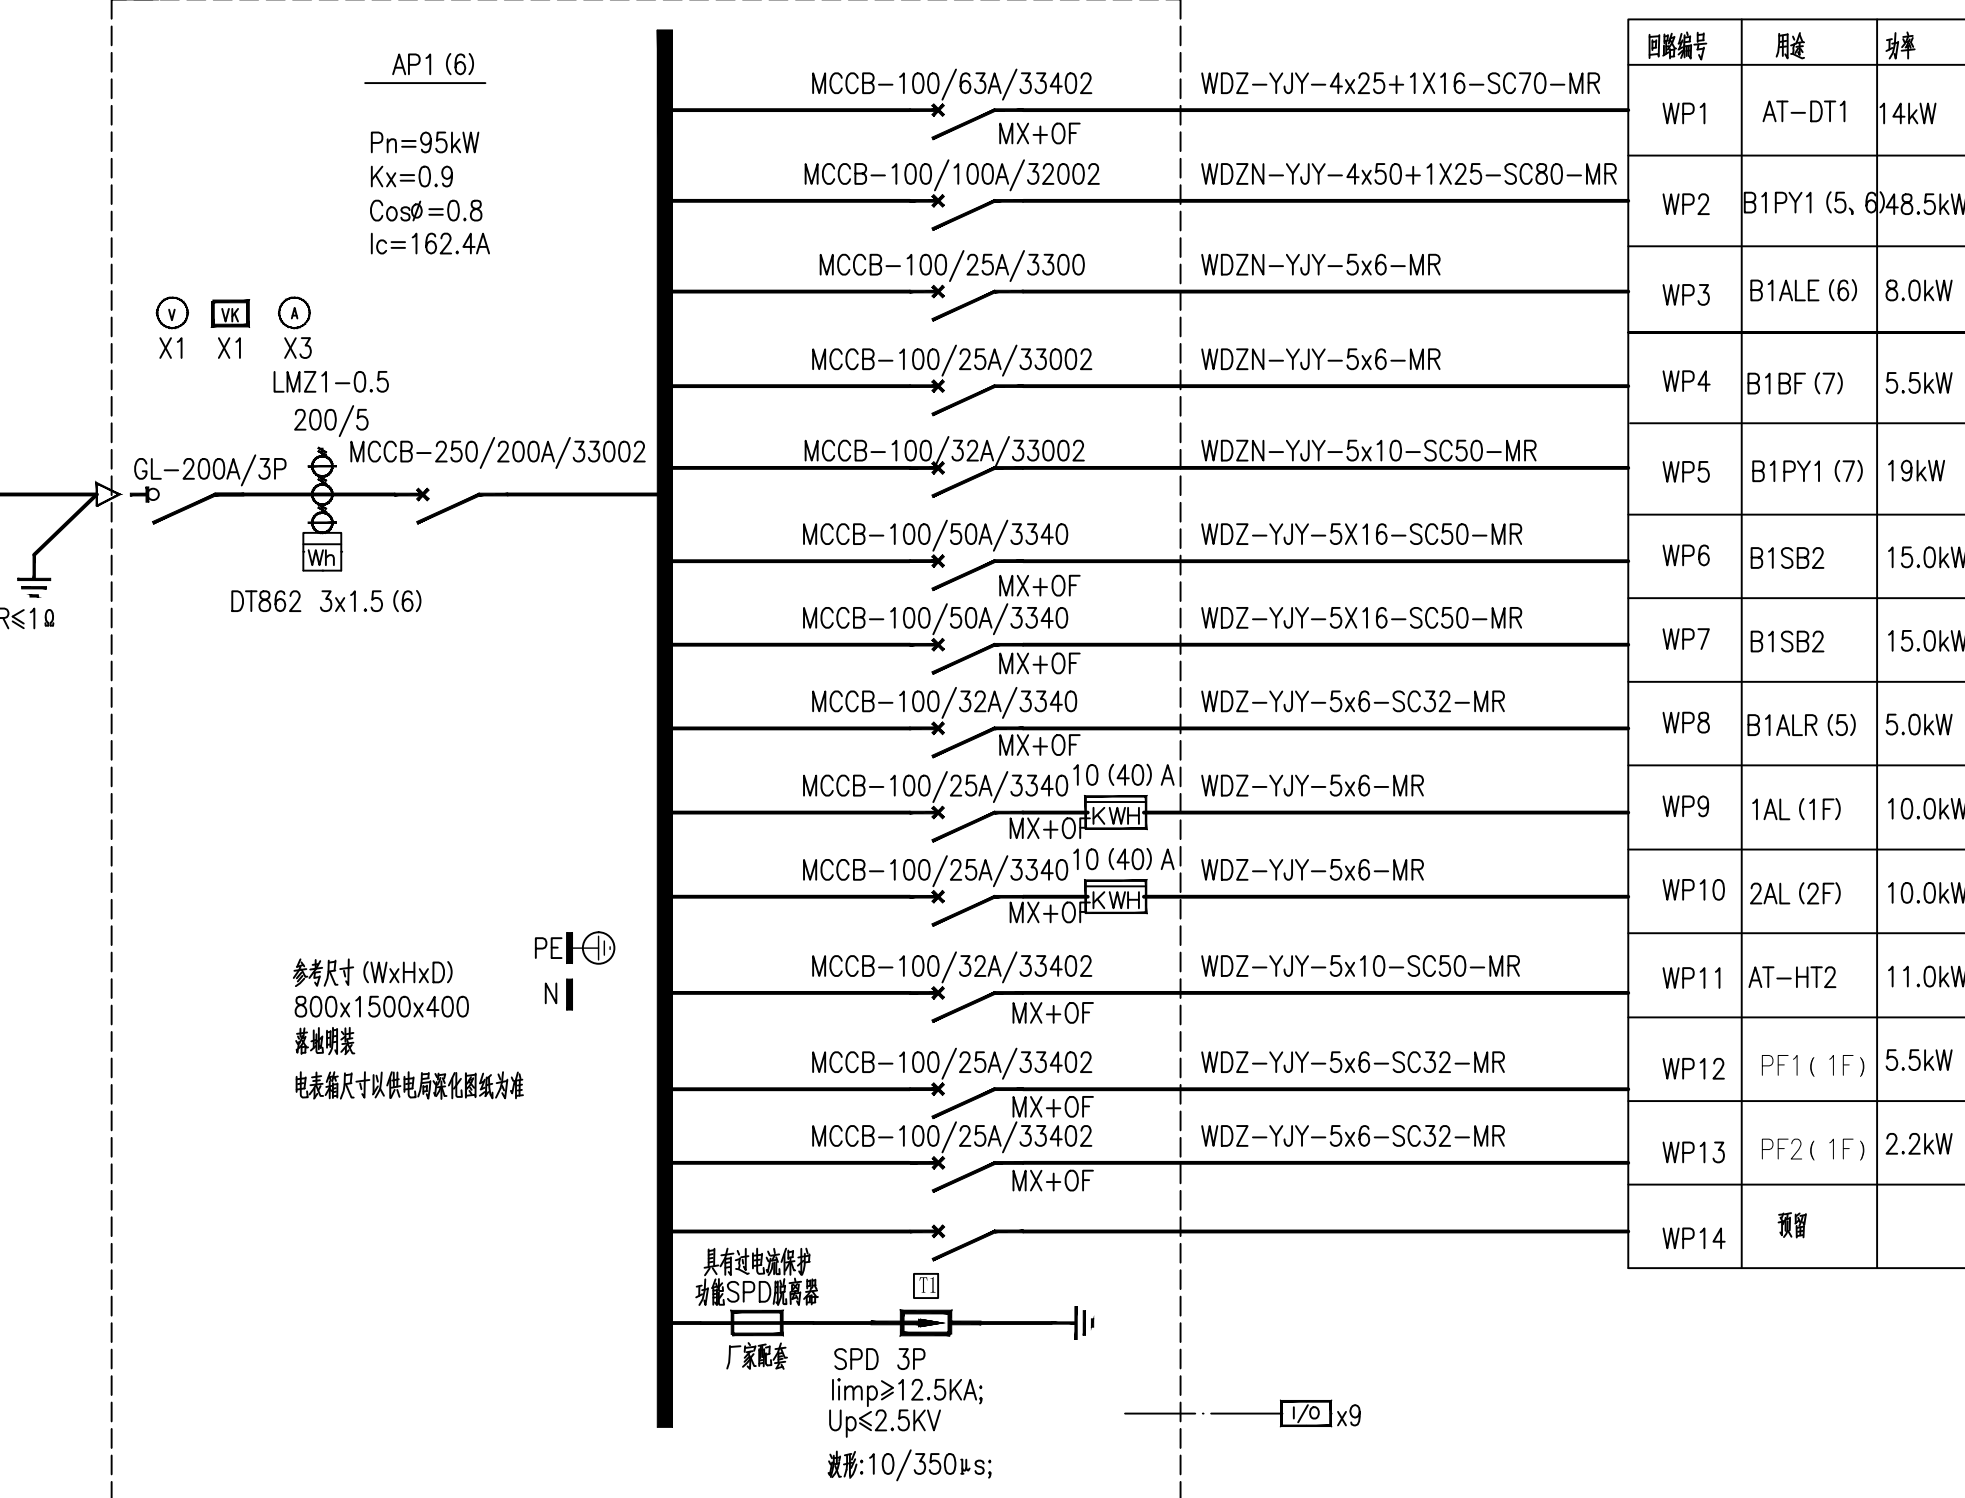 AP1(6)
Pn=95kW
Kx=0.9
CosØ=0.8
Ic=162.4A
V
VK
A
X1
X1
X3
LMZ1-0.5
200/5
GL-200A/3P
MCCB-250/200A/33002
Wh
DT862 3x1.5(6)
R≤1Ω
PE
N
参考尺寸(WxHxD)
800x1500x400
落地明装
电表箱尺寸以供电局深化图纸为准
回路编号 用途 功率
MCCB-100/63A/33402 MX+OF WDZ-YJY-4x25+1X16-SC70-MR WP1 AT-DT1 14kW
MCCB-100/100A/32002 WDZN-YJY-4x50+1X25-SC80-MR WP2 B1PY1(5、6) 48.5kW
MCCB-100/25A/3300 WDZN-YJY-5x6-MR WP3 B1ALE(6) 8.0kW
MCCB-100/25A/33002 WDZN-YJY-5x6-MR WP4 B1BF(7) 5.5kW
MCCB-100/32A/33002 WDZN-YJY-5x10-SC50-MR WP5 B1PY1(7) 19kW
MCCB-100/50A/3340 MX+OF WDZ-YJY-5X16-SC50-MR WP6 B1SB2 15.0kW
MCCB-100/50A/3340 MX+OF WDZ-YJY-5X16-SC50-MR WP7 B1SB2 15.0kW
MCCB-100/32A/3340 MX+OF WDZ-YJY-5x6-SC32-MR WP8 B1ALR(5) 5.0kW
MCCB-100/25A/3340 MX+OF 10(40)A KWH WDZ-YJY-5x6-MR WP9 1AL(1F) 10.0kW
MCCB-100/25A/3340 MX+OF 10(40)A KWH WDZ-YJY-5x6-MR WP10 2AL(2F) 10.0kW
MCCB-100/32A/33402 MX+OF WDZ-YJY-5x10-SC50-MR WP11 AT-HT2 11.0kW
MCCB-100/25A/33402 MX+OF WDZ-YJY-5x6-SC32-MR WP12 PF1(1F) 5.5kW
MCCB-100/25A/33402 MX+OF WDZ-YJY-5x6-SC32-MR WP13 PF2(1F) 2.2kW
WP14 预留
具有过电流保护
功能SPD脱离器
厂家配套
T1
SPD 3P
Iimp≥12.5KA;
Up≤2.5KV
波形:10/350μs;
I/O x9